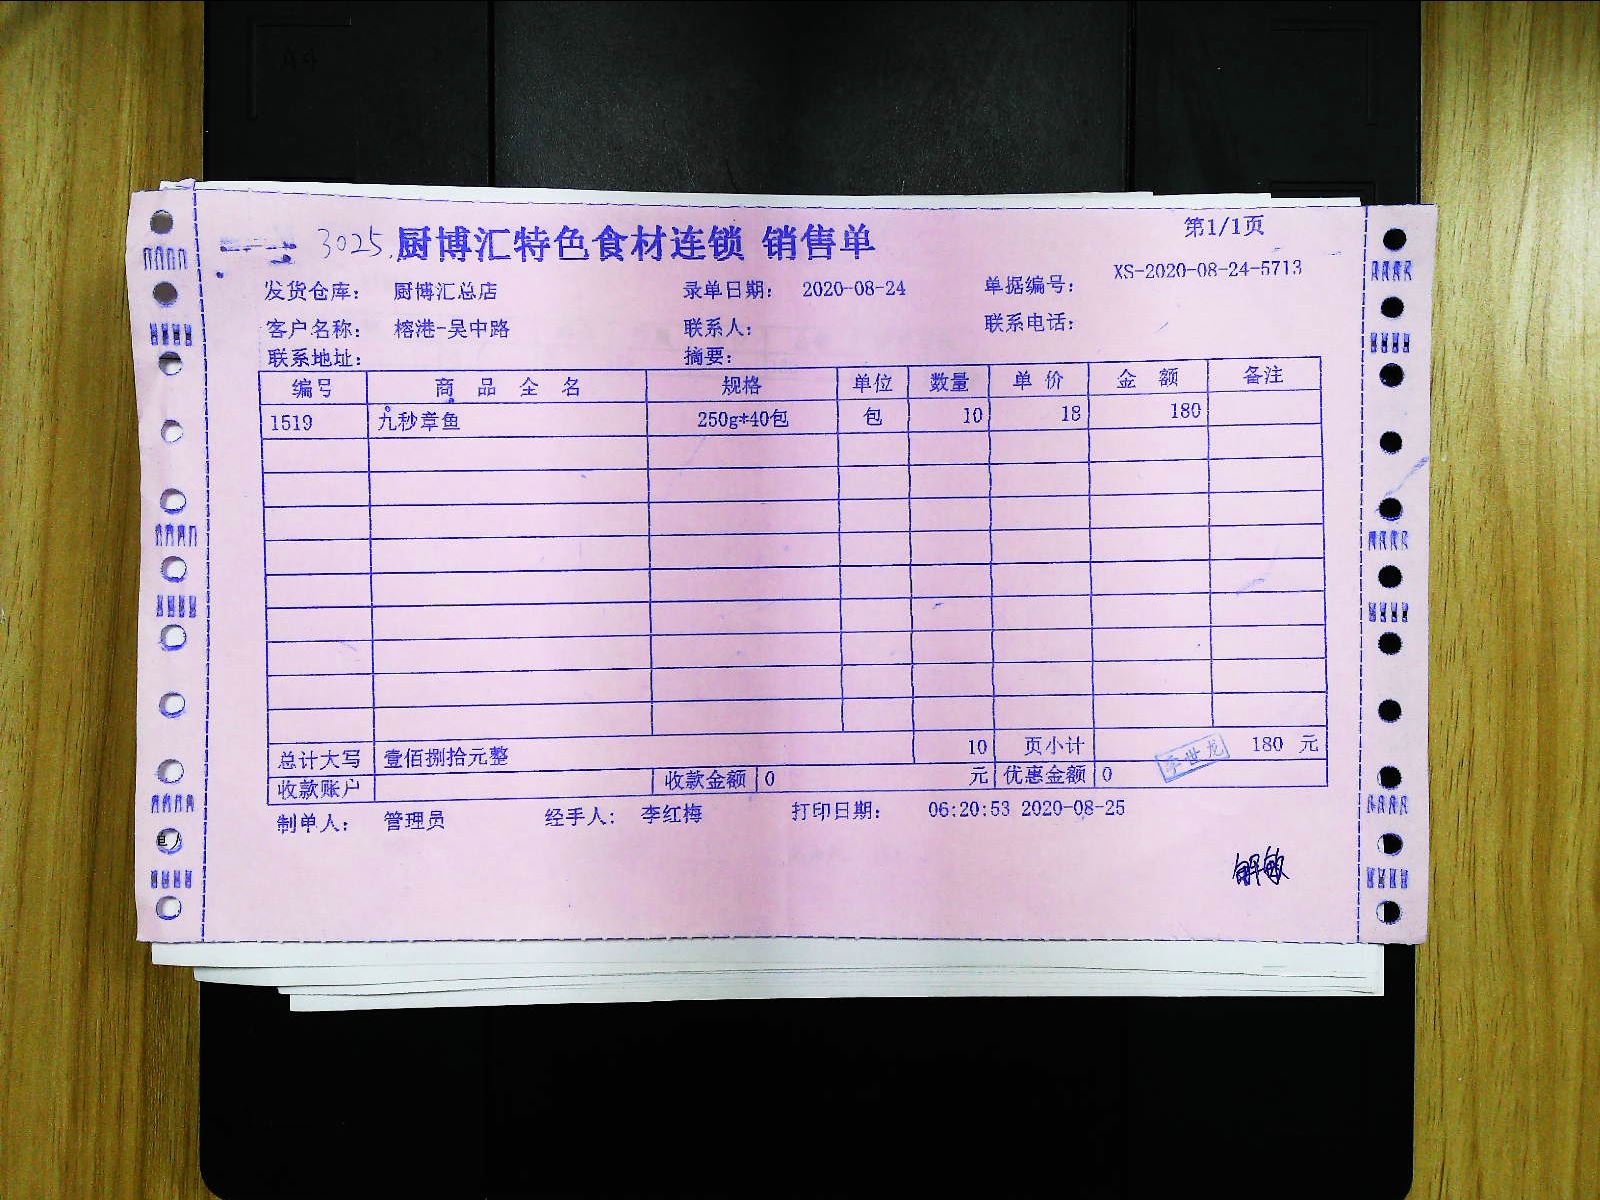 第1/1页
3025. 厨博汇特色食材连锁 销售单
发货仓库: 厨博汇总店 录单日期: 2020-08-24 单据编号: XS-2020-08-24-5713
客户名称: 榕港-吴中路 联系人: 联系电话:
联系地址: 摘要:
编号 商品全名 规格 单位 数量 单价 金额 备注
1519 九秒章鱼 250g*40包 包 10 18 180
总计大写 壹佰捌拾元整 10 页小计 180 元
李世龙
收款账户 收款金额 0 元 优惠金额 0
制单人: 管理员 经手人: 李红梅 打印日期: 06:20:53 2020-08-25
解敏